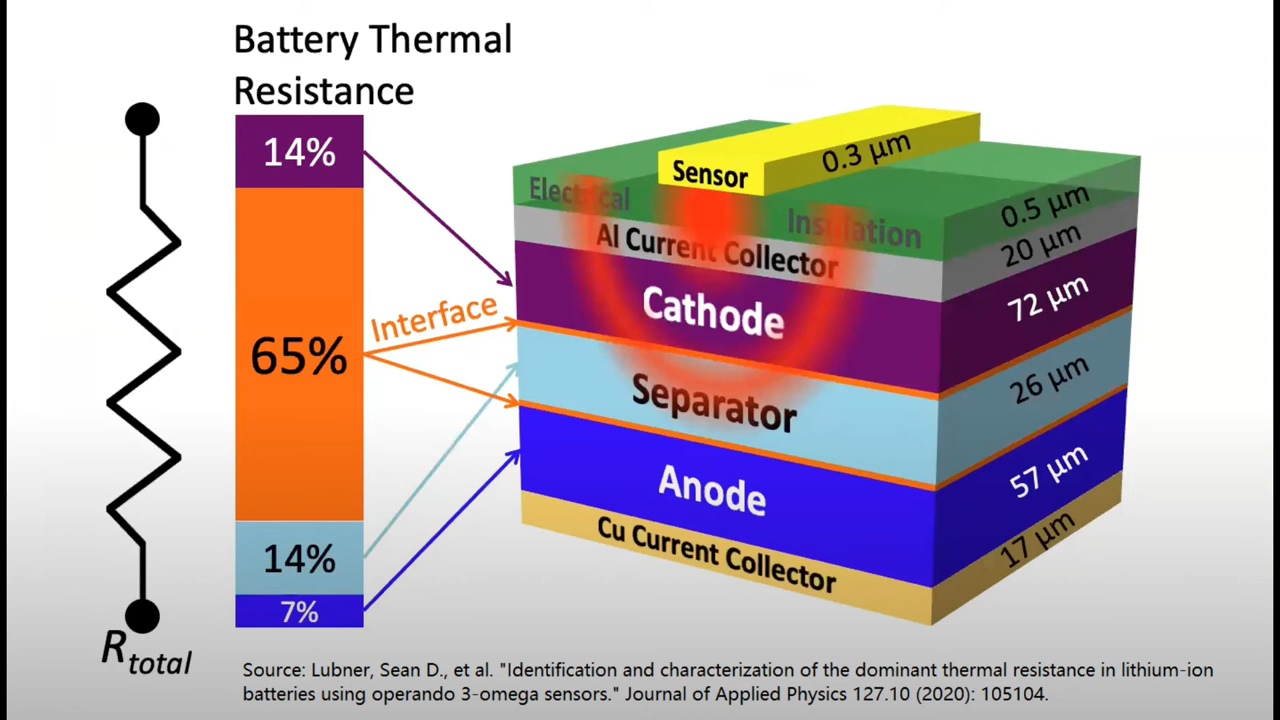 Battery Thermal
Resistance
14%
65%
14%
7%
R total
Interface
Sensor
0.3 µm
Electrical
Insulation
0.5 µm
Al Current Collector
20 µm
Cathode
72 µm
Separator
26 µm
Anode
57 µm
Cu Current Collector
17 µm
Source: Lubner, Sean D., et al. "Identification and characterization of the dominant thermal resistance in lithium-ion
batteries using operando 3-omega sensors." Journal of Applied Physics 127.10 (2020): 105104.